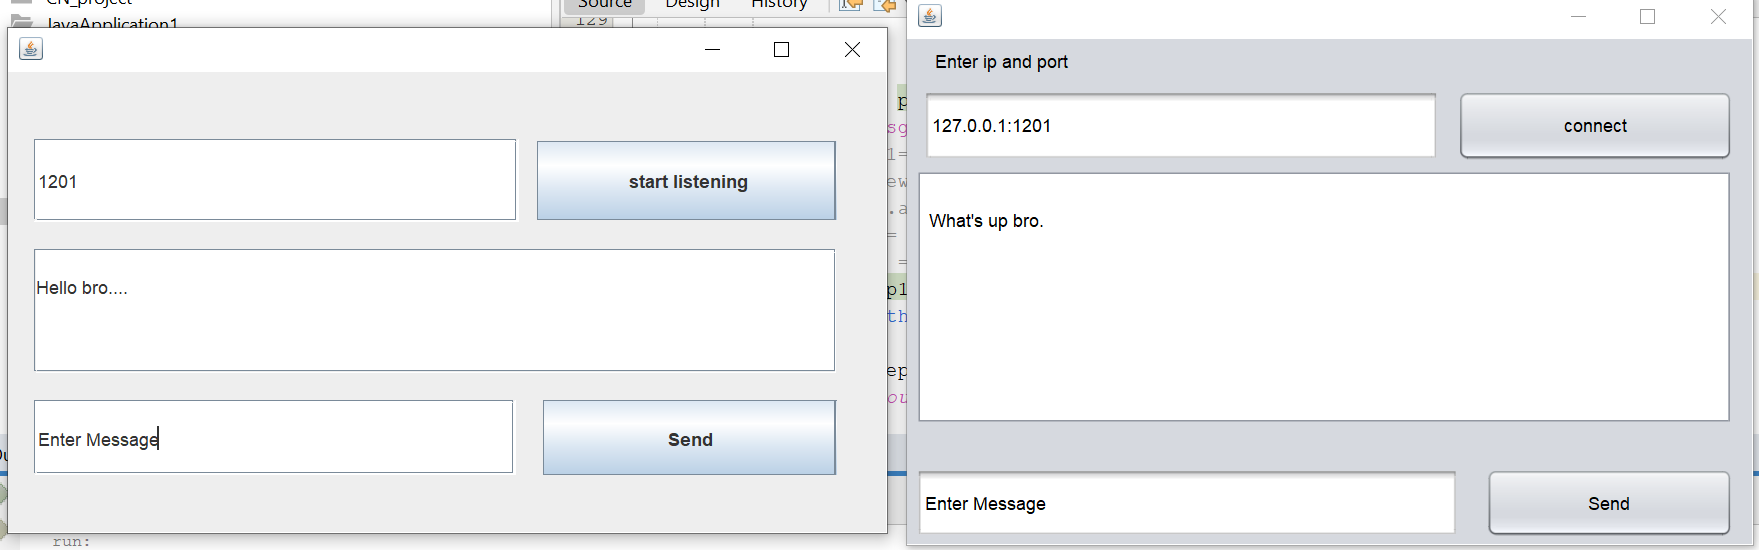 CN_project
JavaApplication1
Source Design History
129
1201
start listening
Hello bro....
Enter Message
Send
run:
Enter ip and port
127.0.0.1:1201
connect
What's up bro.
Enter Message
Send